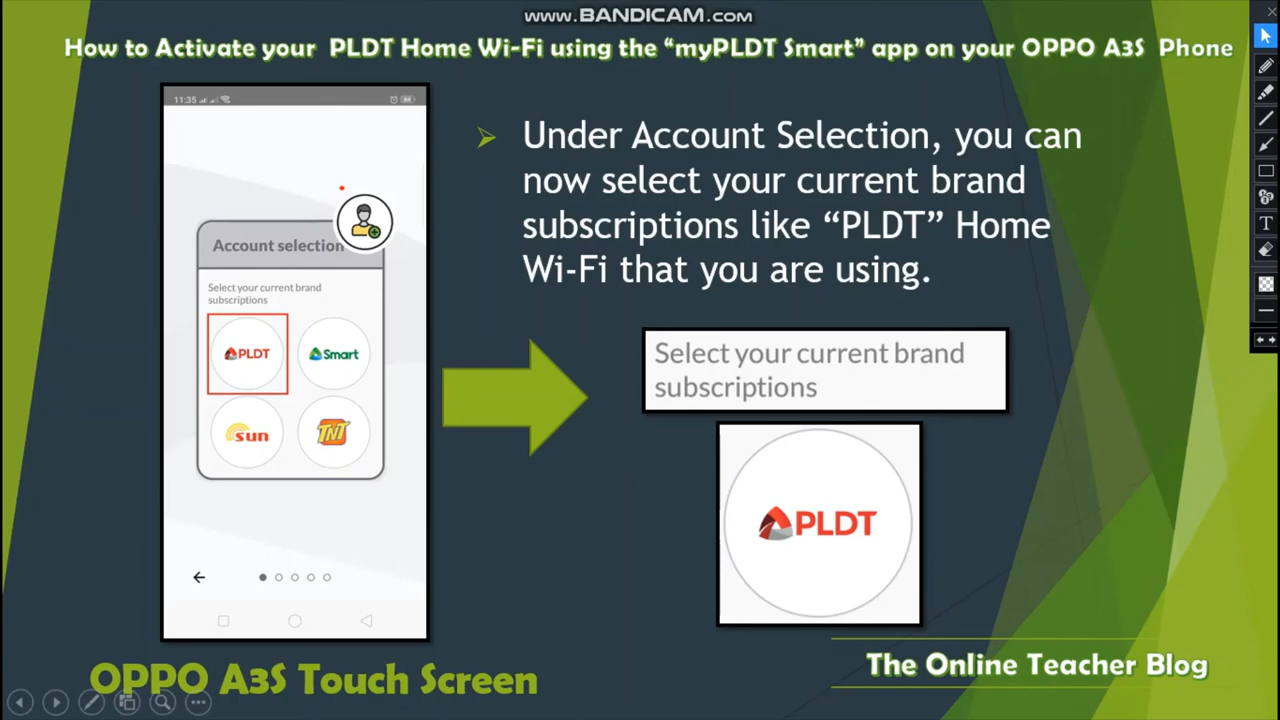 www.BANDICAM.com
How to Activate your PLDT Home Wi-Fi using the “myPLDT Smart” app on your OPPO A3S Phone
11:35
Account selection
Select your current brand
subscriptions
PLDT
Smart
sun
TNT
Under Account Selection, you can
now select your current brand
subscriptions like “PLDT” Home
Wi-Fi that you are using.
Select your current brand
subscriptions
PLDT
OPPO A3S Touch Screen
The Online Teacher Blog